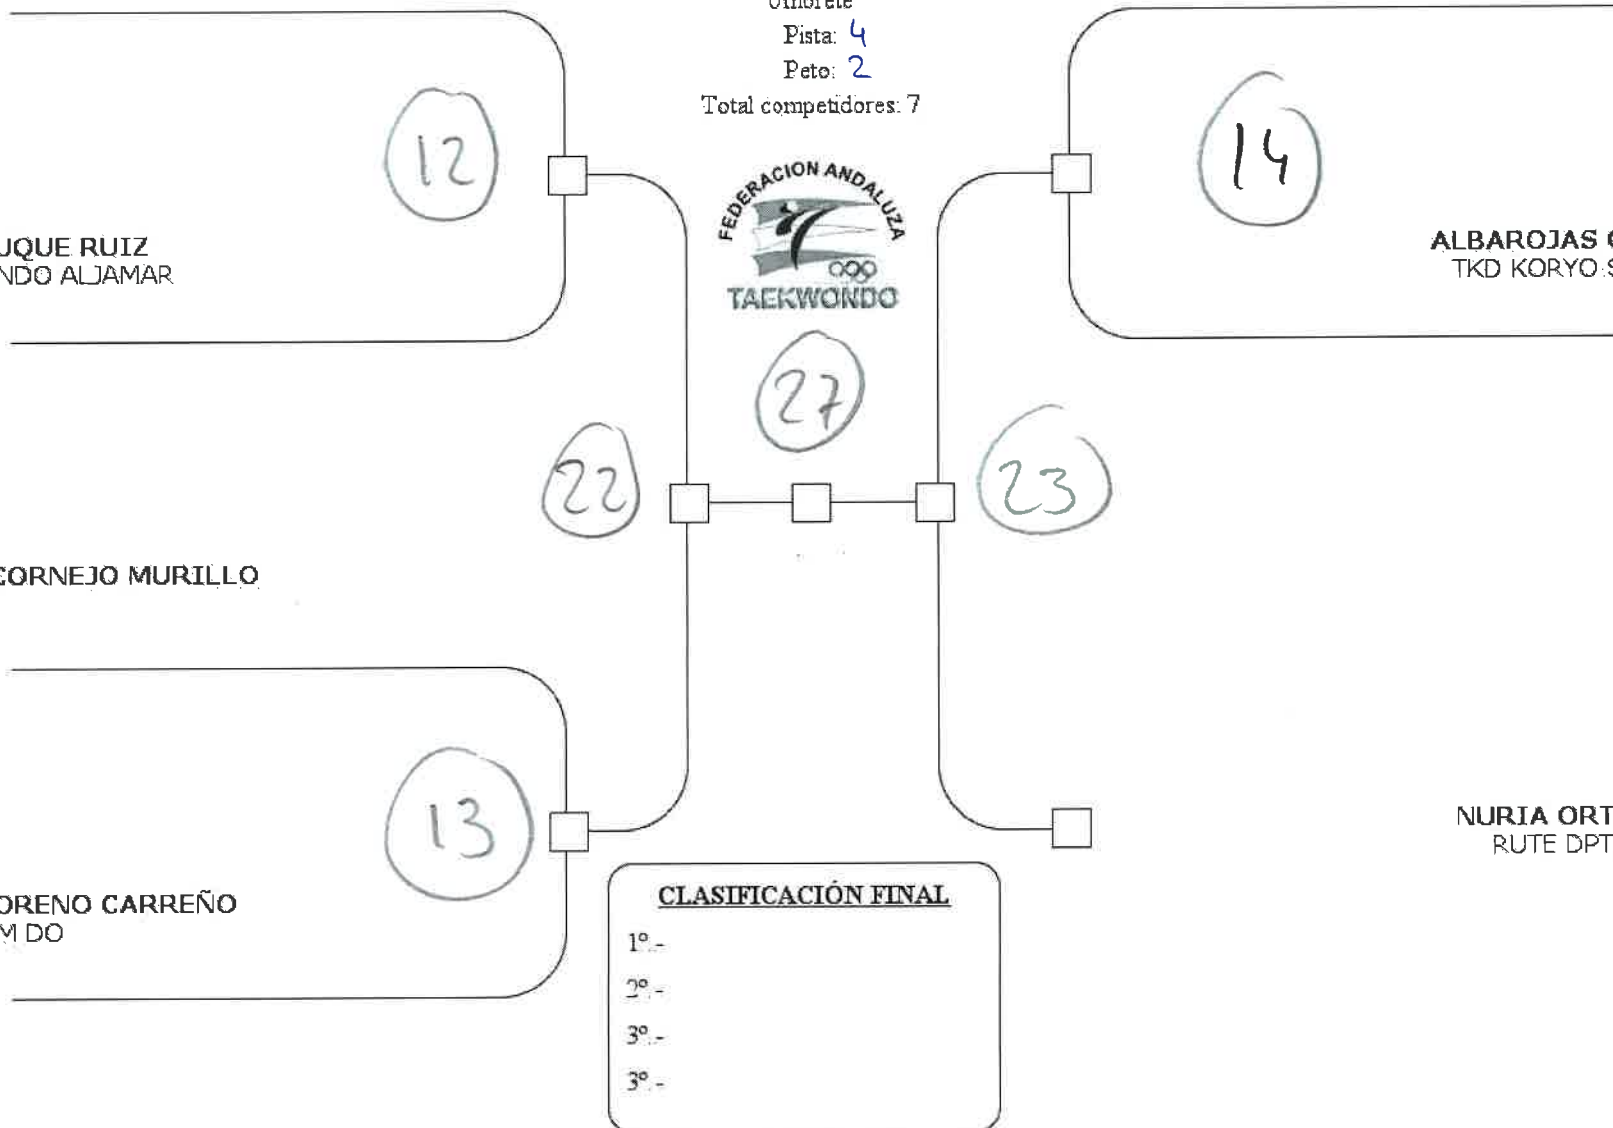 Pista: 4
Peto: 2
Total competidores: 7
12
14
FEDERACION ANDALUZA
TAEKWONDO
UQUE RUIZ
NDO ALJAMAR
ALBAROJAS
TKD KORYO S
27
22
23
CORNEJO MURILLO
13
NURIA ORT
RUTE DPT
ORENO CARREÑO
M DO
CLASIFICACIÓN FINAL
1º.-
2º.-
3º.-
3º.-